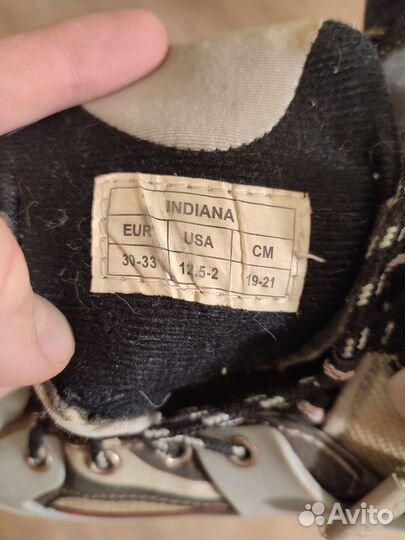 INDIANA
EUR USA CM
30-33 12.5-2 19-21
Avito